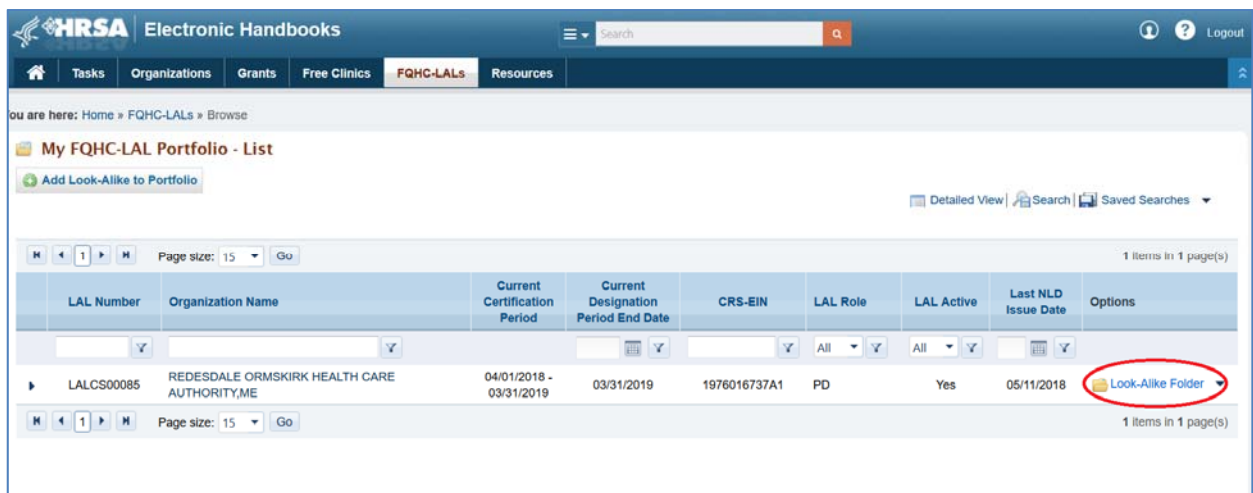 HRSA Electronic Handbooks Search ? Logout
Tasks Organizations Grants Free Clinics FQHC-LALs Resources
ou are here: Home » FQHC-LALs » Browse
My FQHC-LAL Portfolio - List
Add Look-Alike to Portfolio
Detailed View | Search | Saved Searches
1 Page size: 15 Go 1 items in 1 page(s)
LAL Number Organization Name Current Certification Period Current Designation Period End Date CRS-EIN LAL Role LAL Active Last NLD Issue Date Options
All All
LALCS00085 REDESDALE ORMSKIRK HEALTH CARE AUTHORITY,ME 04/01/2018 - 03/31/2019 03/31/2019 1976016737A1 PD Yes 05/11/2018 Look-Alike Folder
1 Page size: 15 Go 1 items in 1 page(s)